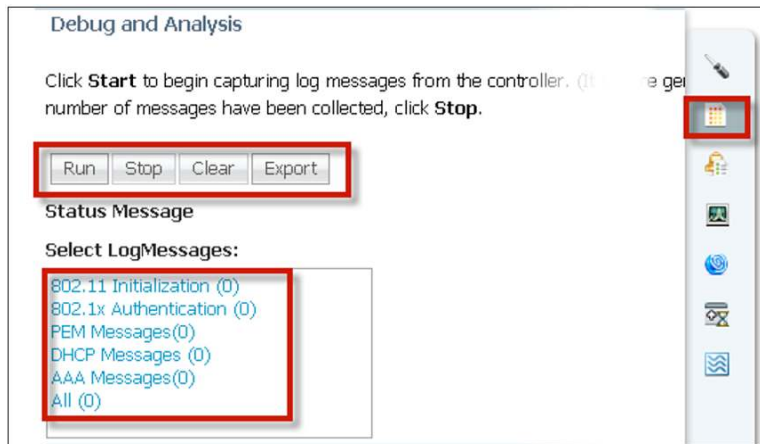 Debug and Analysis
Click Start to begin capturing log messages from the controller.
number of messages have been collected, click Stop.
Run Stop Clear Export
Status Message
Select LogMessages:
802.11 Initialization (0)
802.1x Authentication (0)
PEM Messages(0)
DHCP Messages (0)
AAA Messages(0)
All (0)